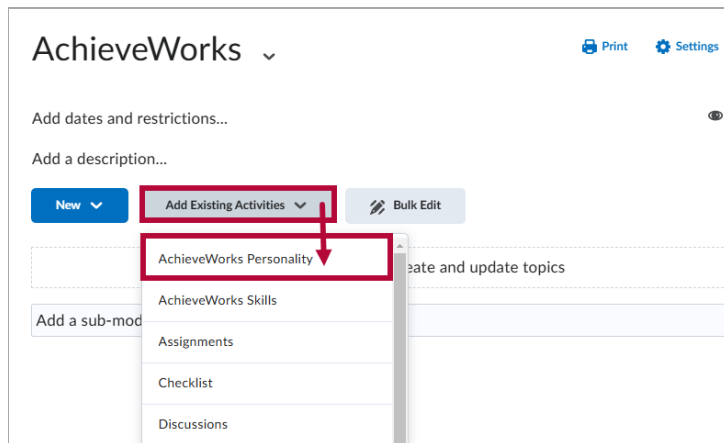 AchieveWorks
Print
Settings
Add dates and restrictions...
Add a description...
New
Add Existing Activities
Bulk Edit
AchieveWorks Personality
eate and update topics
AchieveWorks Skills
Add a sub-mod
Assignments
Checklist
Discussions